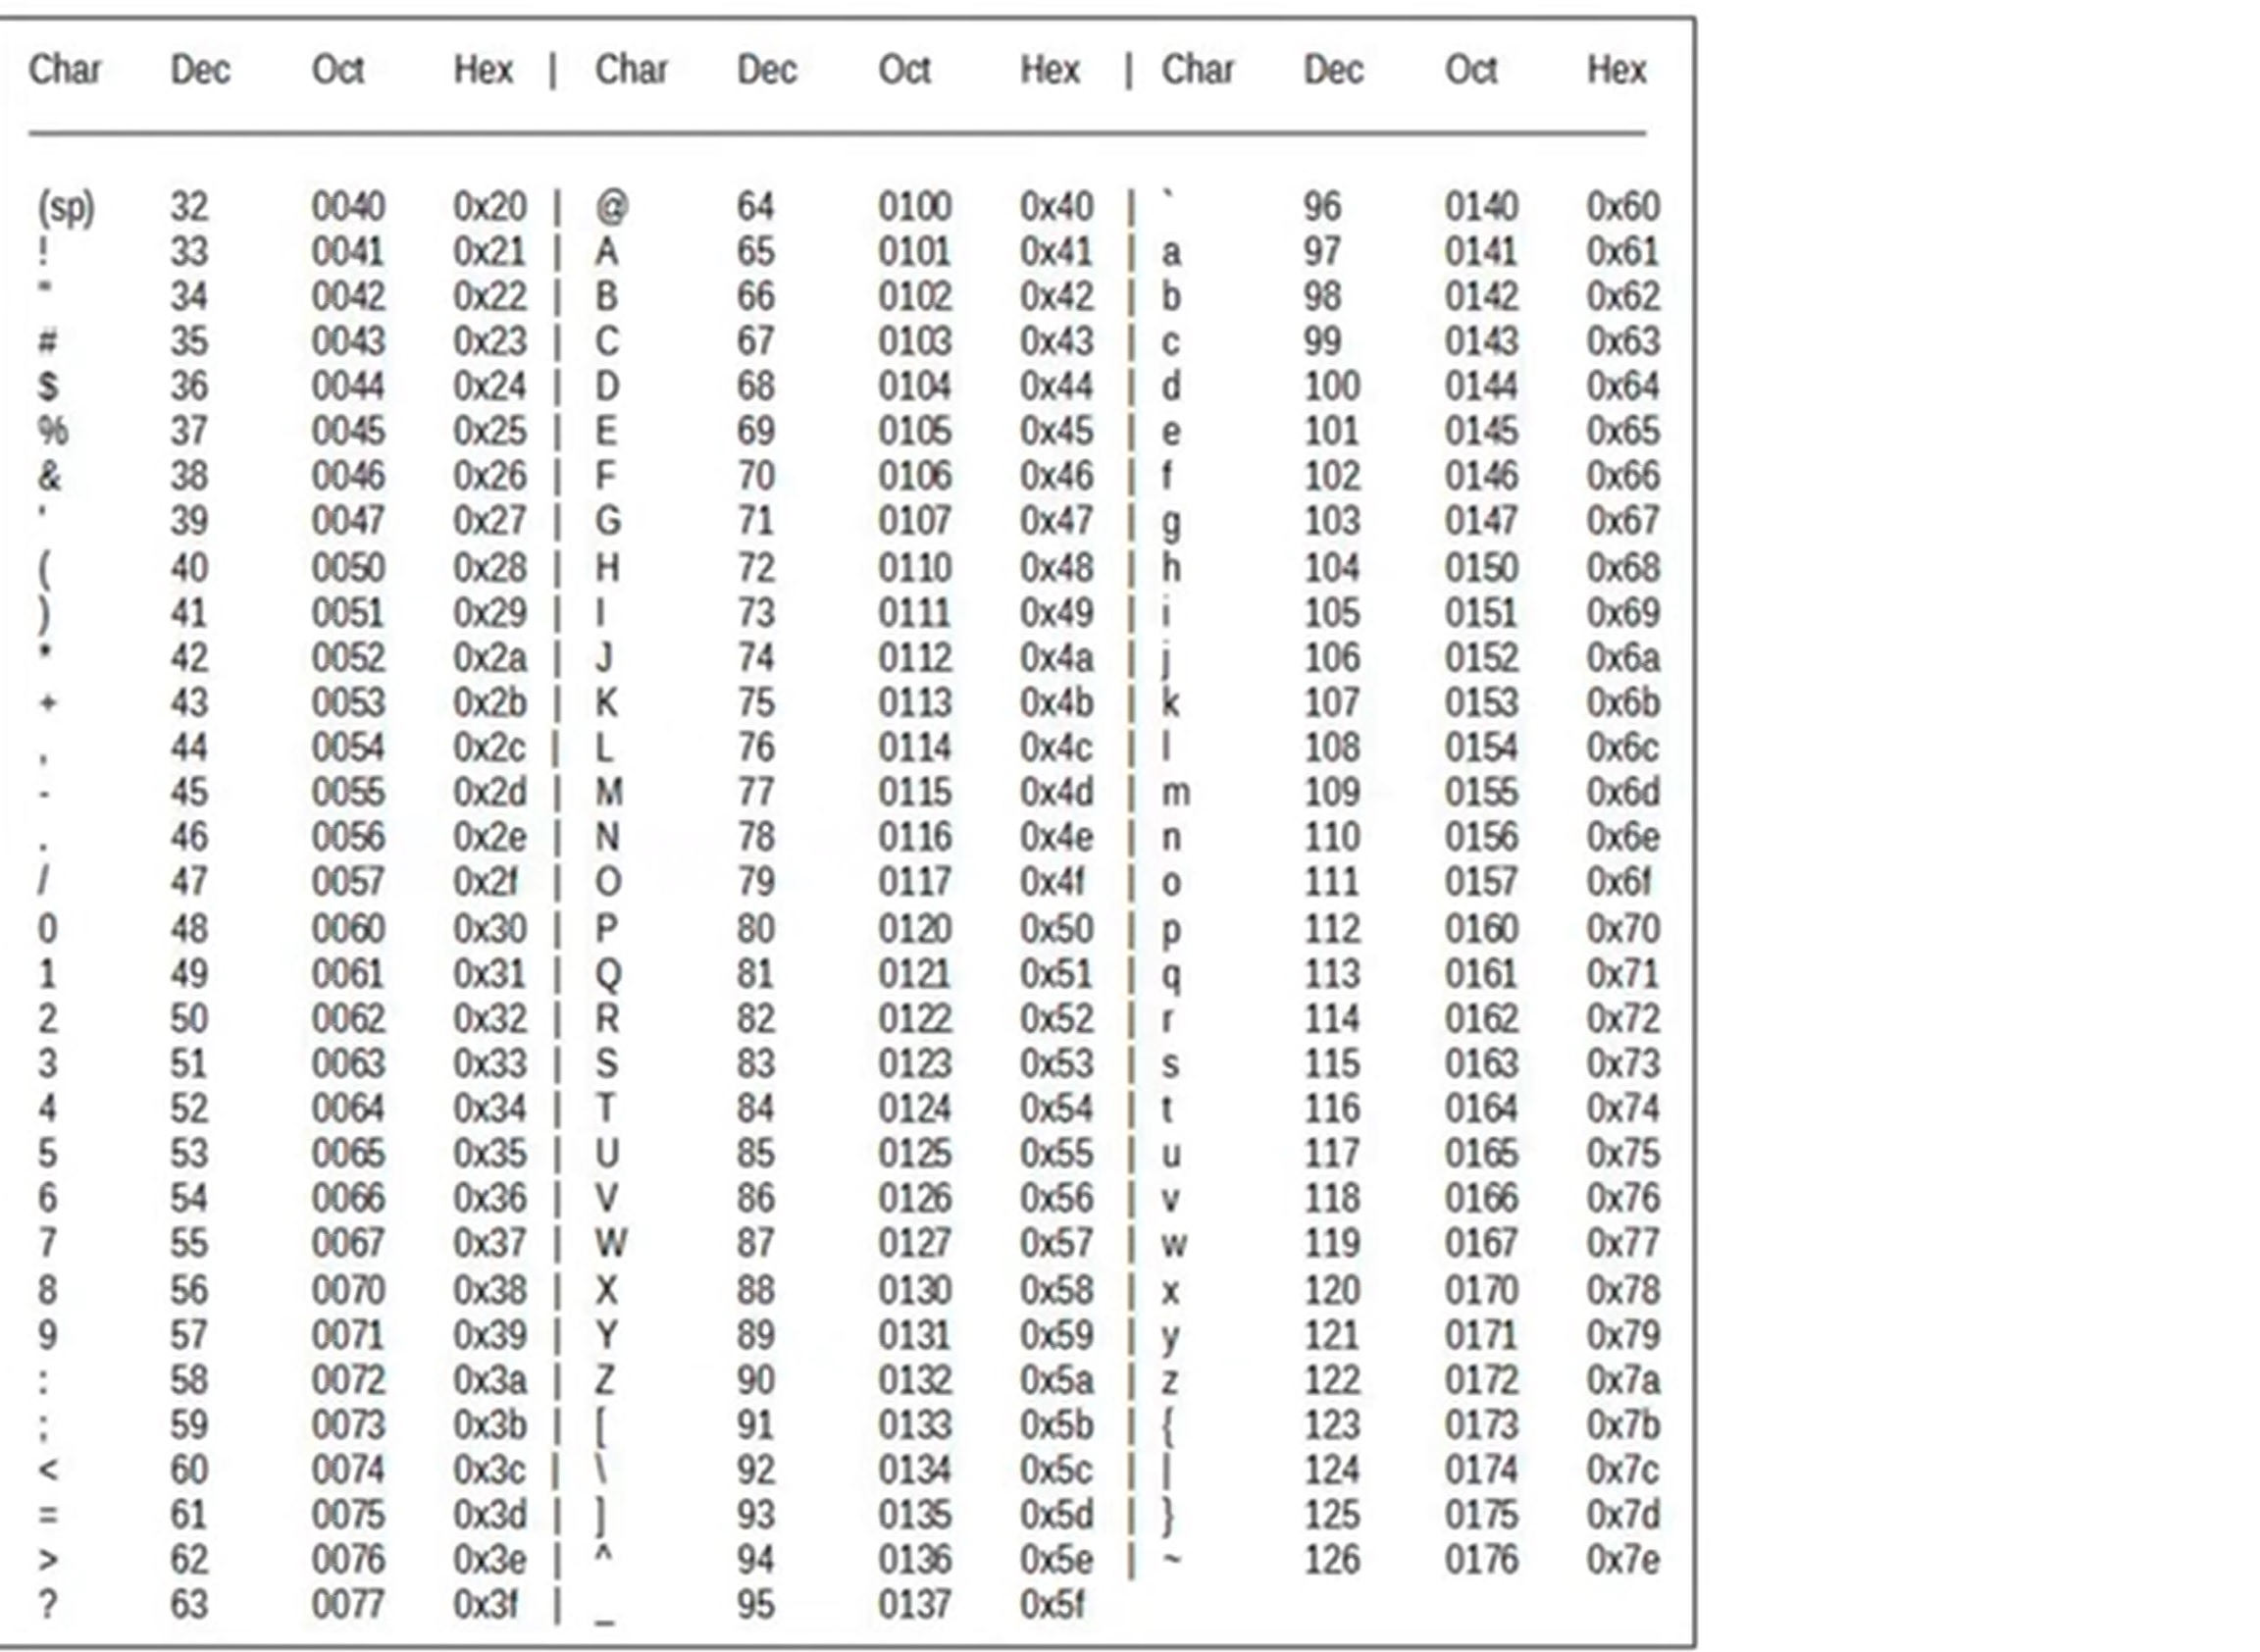 Char Dec Oct Hex | Char Dec Oct Hex | Char Dec Oct Hex
(sp) 32 0040 0x20 | @ 64 0100 0x40 | ` 96 0140 0x60
! 33 0041 0x21 | A 65 0101 0x41 | a 97 0141 0x61
" 34 0042 0x22 | B 66 0102 0x42 | b 98 0142 0x62
# 35 0043 0x23 | C 67 0103 0x43 | c 99 0143 0x63
$ 36 0044 0x24 | D 68 0104 0x44 | d 100 0144 0x64
% 37 0045 0x25 | E 69 0105 0x45 | e 101 0145 0x65
& 38 0046 0x26 | F 70 0106 0x46 | f 102 0146 0x66
' 39 0047 0x27 | G 71 0107 0x47 | g 103 0147 0x67
( 40 0050 0x28 | H 72 0110 0x48 | h 104 0150 0x68
) 41 0051 0x29 | I 73 0111 0x49 | i 105 0151 0x69
* 42 0052 0x2a | J 74 0112 0x4a | j 106 0152 0x6a
+ 43 0053 0x2b | K 75 0113 0x4b | k 107 0153 0x6b
, 44 0054 0x2c | L 76 0114 0x4c | l 108 0154 0x6c
- 45 0055 0x2d | M 77 0115 0x4d | m 109 0155 0x6d
. 46 0056 0x2e | N 78 0116 0x4e | n 110 0156 0x6e
/ 47 0057 0x2f | O 79 0117 0x4f | o 111 0157 0x6f
0 48 0060 0x30 | P 80 0120 0x50 | p 112 0160 0x70
1 49 0061 0x31 | Q 81 0121 0x51 | q 113 0161 0x71
2 50 0062 0x32 | R 82 0122 0x52 | r 114 0162 0x72
3 51 0063 0x33 | S 83 0123 0x53 | s 115 0163 0x73
4 52 0064 0x34 | T 84 0124 0x54 | t 116 0164 0x74
5 53 0065 0x35 | U 85 0125 0x55 | u 117 0165 0x75
6 54 0066 0x36 | V 86 0126 0x56 | v 118 0166 0x76
7 55 0067 0x37 | W 87 0127 0x57 | w 119 0167 0x77
8 56 0070 0x38 | X 88 0130 0x58 | x 120 0170 0x78
9 57 0071 0x39 | Y 89 0131 0x59 | y 121 0171 0x79
: 58 0072 0x3a | Z 90 0132 0x5a | z 122 0172 0x7a
; 59 0073 0x3b | [ 91 0133 0x5b | { 123 0173 0x7b
< 60 0074 0x3c | \ 92 0134 0x5c | | 124 0174 0x7c
= 61 0075 0x3d | ] 93 0135 0x5d | } 125 0175 0x7d
> 62 0076 0x3e | ^ 94 0136 0x5e | ~ 126 0176 0x7e
? 63 0077 0x3f | _ 95 0137 0x5f